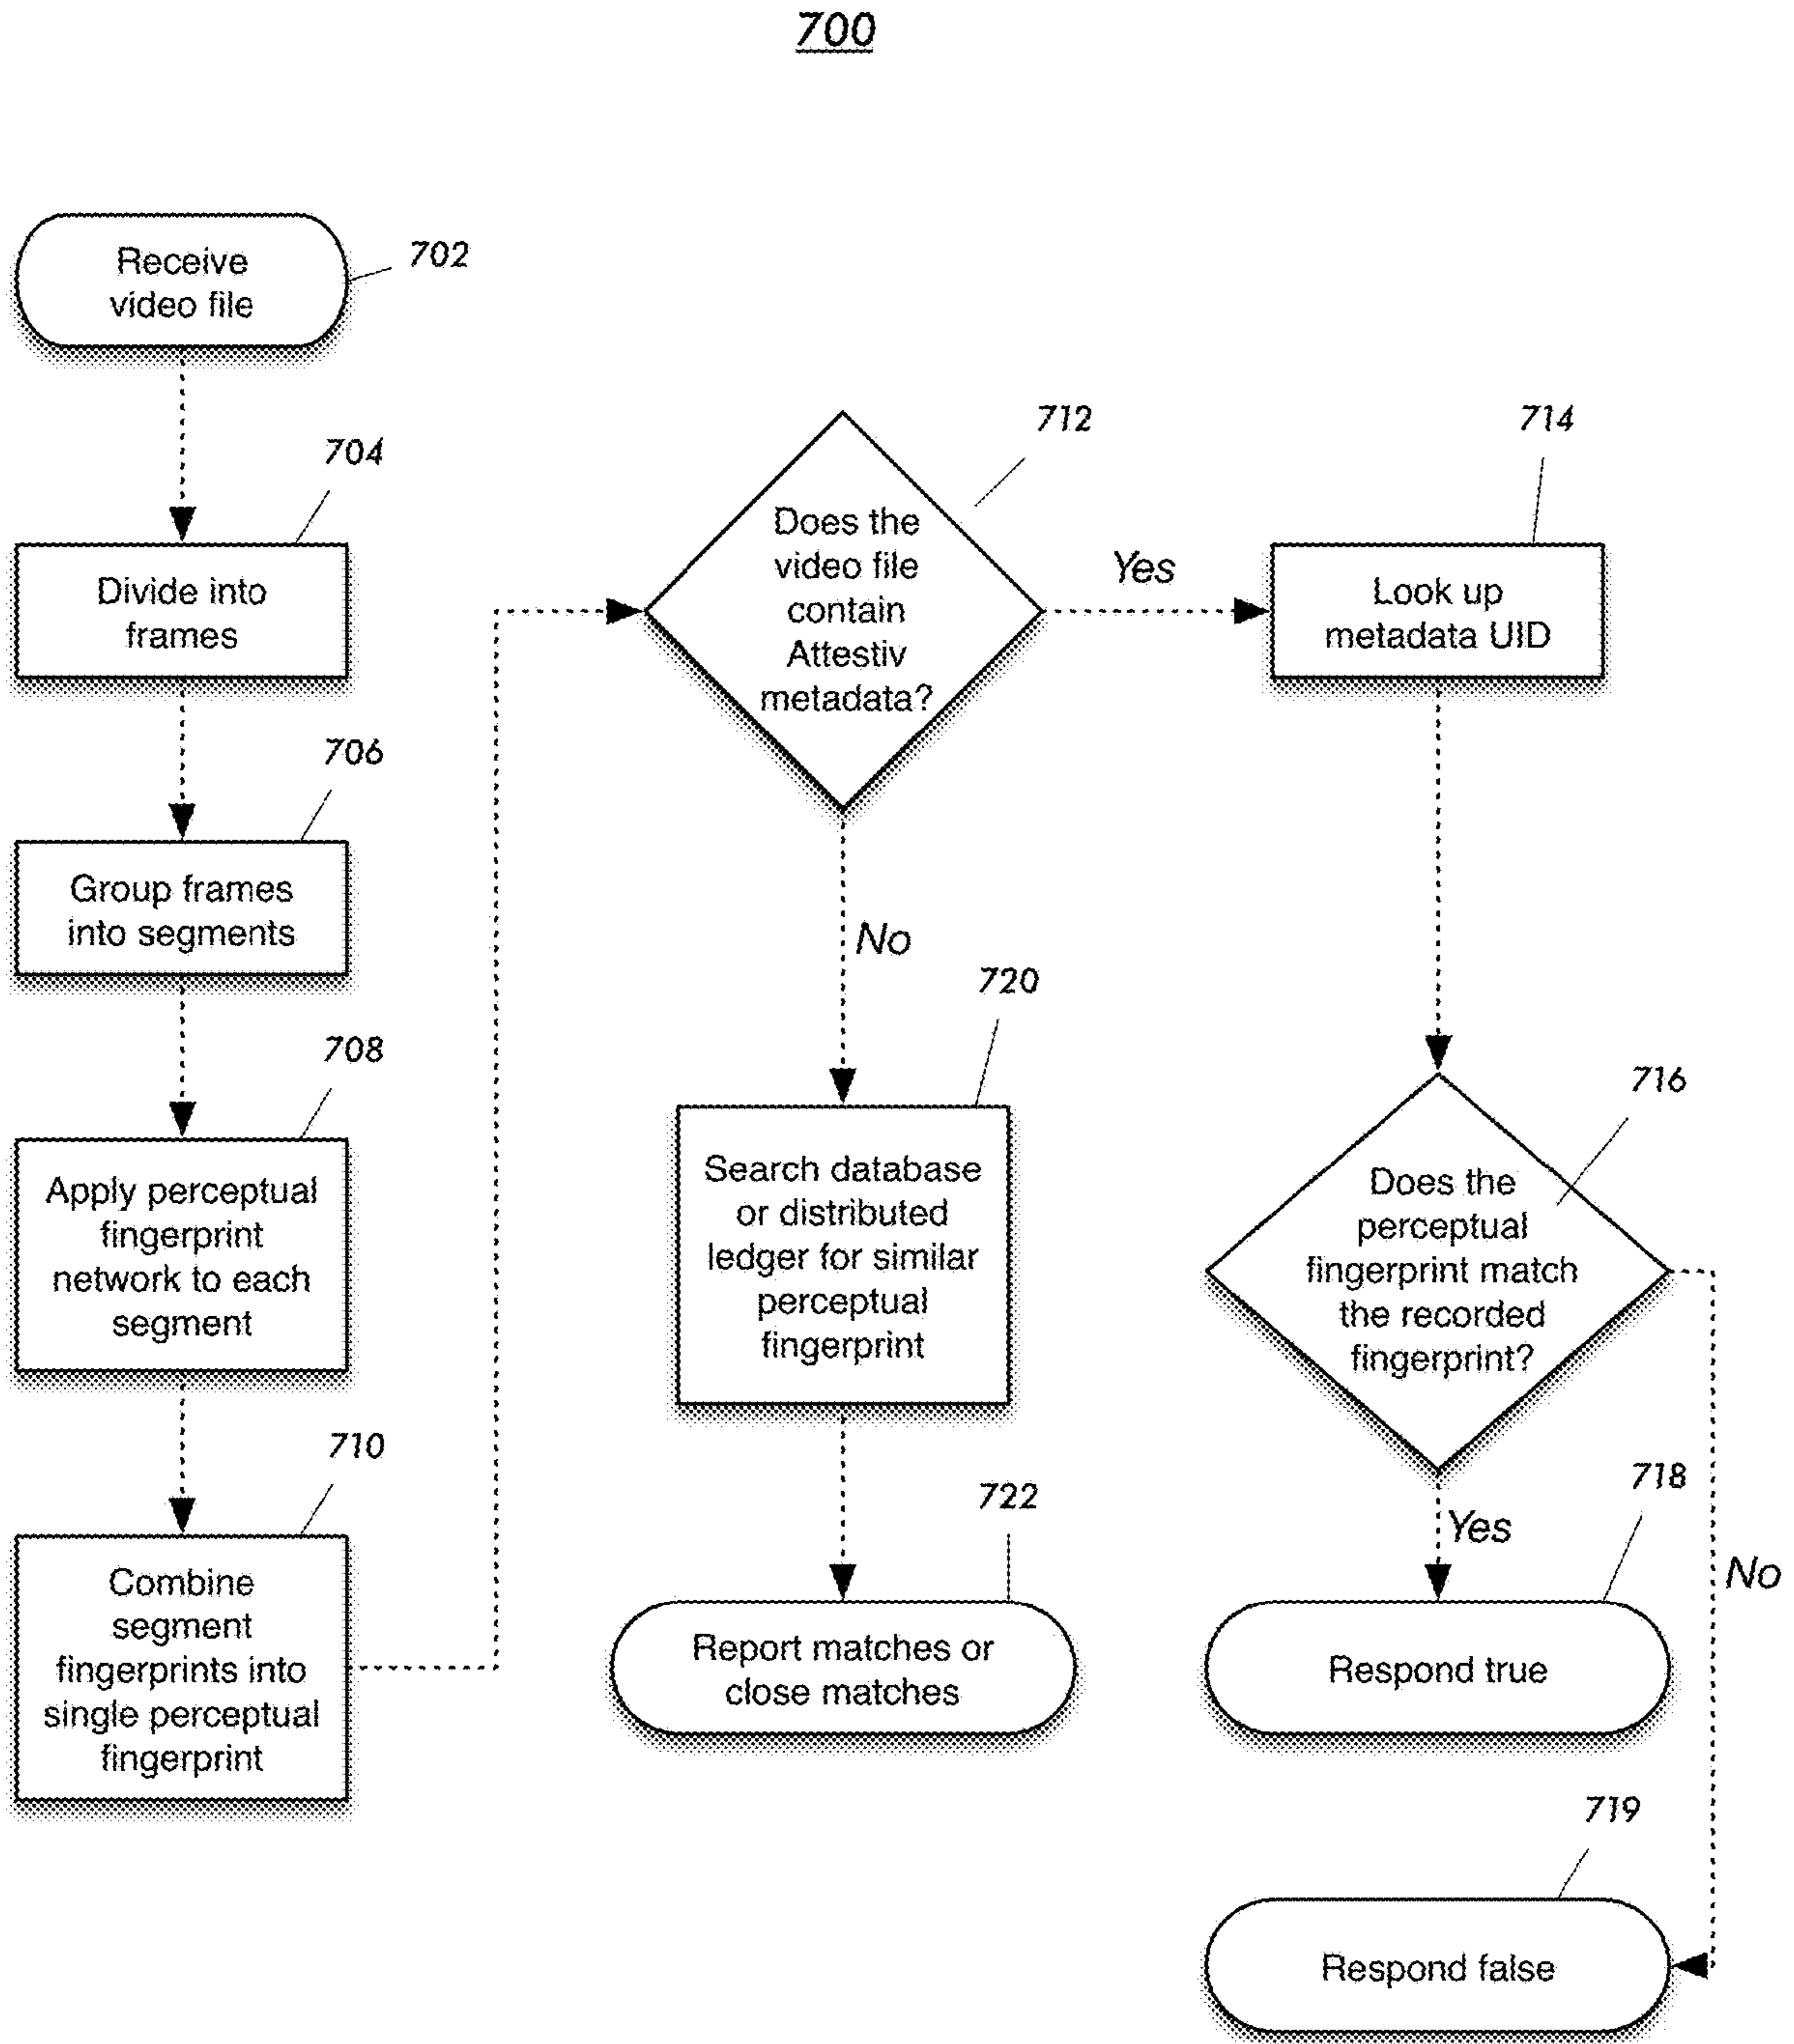 700
Receive
video file
702
704
Divide into
frames
706
Group frames
into segments
708
Apply perceptual
fingerprint
network to each
segment
710
Combine
segment
fingerprints into
single perceptual
fingerprint
712
Does the
video file
contain
Attestiv
metadada?
Yes
714
Look up
metadata UID
No
720
Search database
or distributed
ledger for similar
perceptual
fingerprint
722
Report matches or
close matches
716
Does the
perceptual
fingerprint match
the recorded
fingerprint?
Yes
718
Respond true
No
719
Respond false